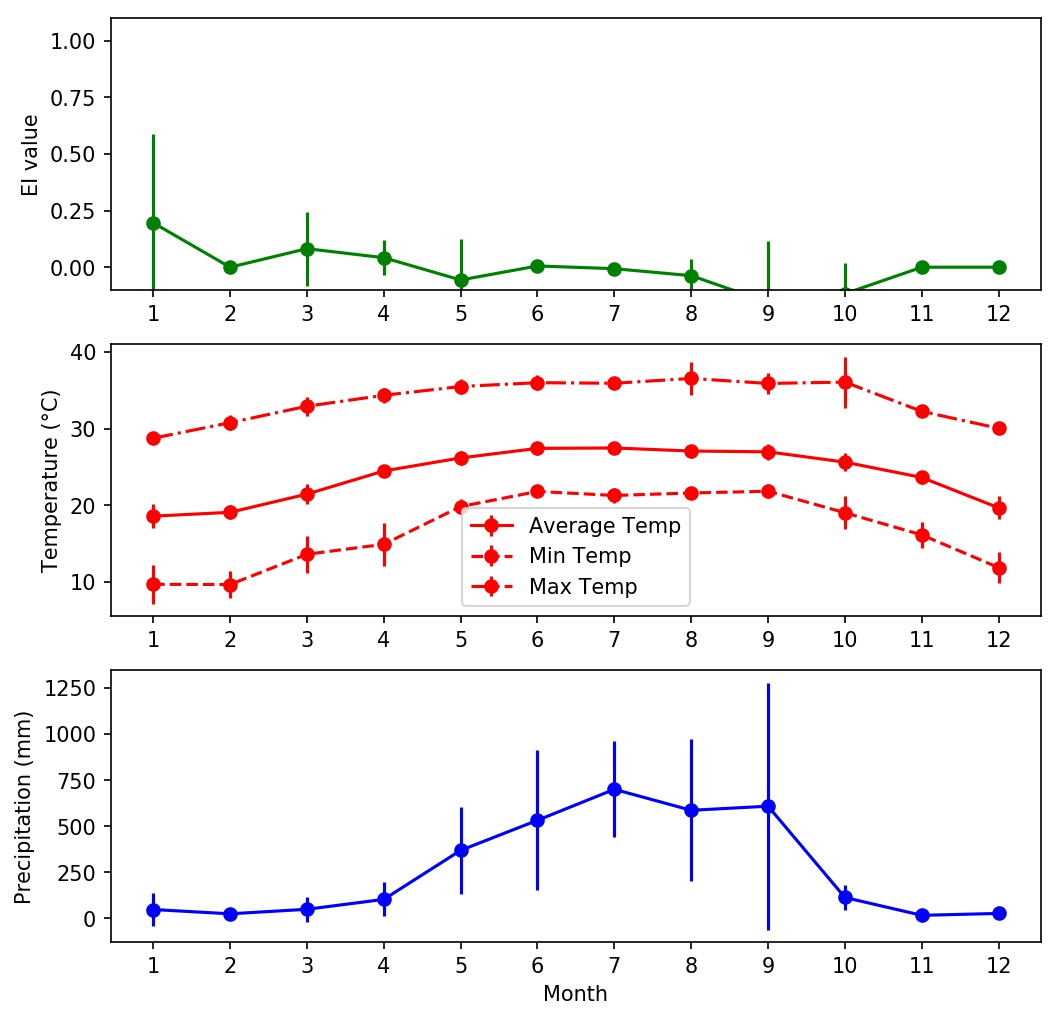 1.00
0.75
0.50
0.25
0.00
EI value
1 2 3 4 5 6 7 8 9 10 11 12
40
30
20
10
Temperature (°C)
Average Temp
Min Temp
Max Temp
1 2 3 4 5 6 7 8 9 10 11 12
1250
1000
750
500
250
0
Precipitation (mm)
1 2 3 4 5 6 7 8 9 10 11 12
Month